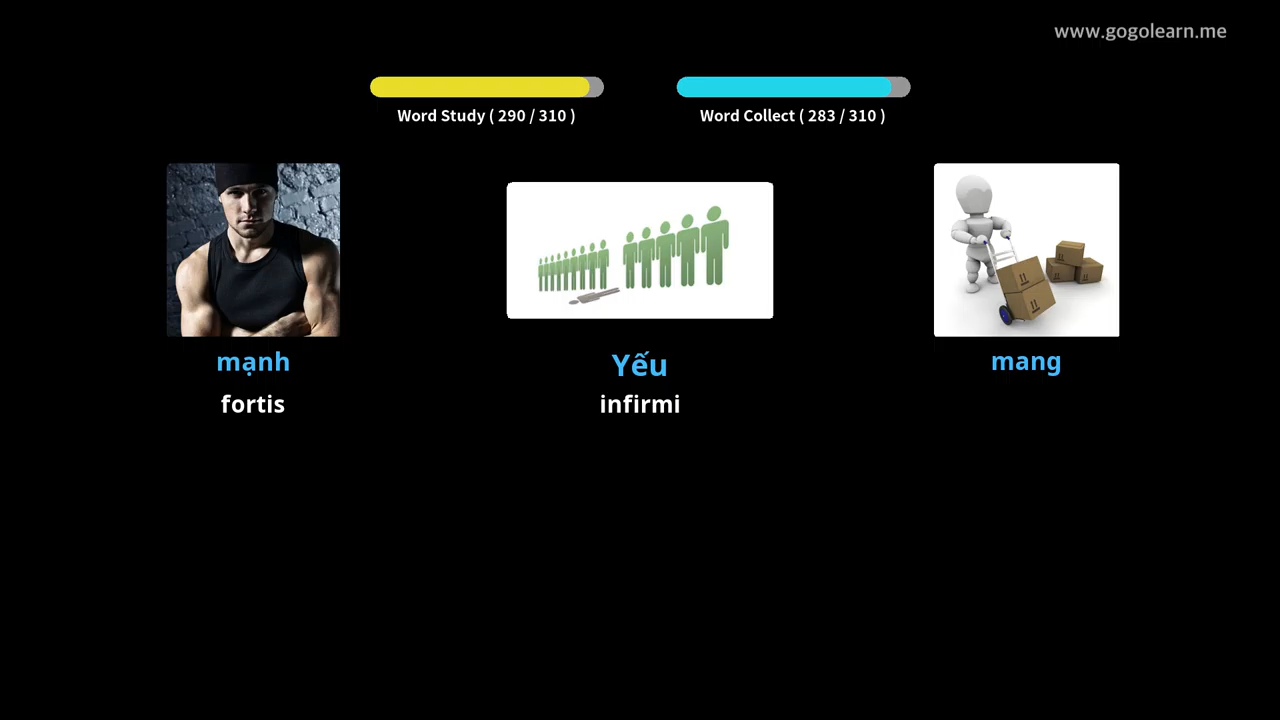 www.gogolearn.me
Word Study ( 290 / 310 )
Word Collect ( 283 / 310 )
mạnh
fortis
Yếu
infirmi
mang